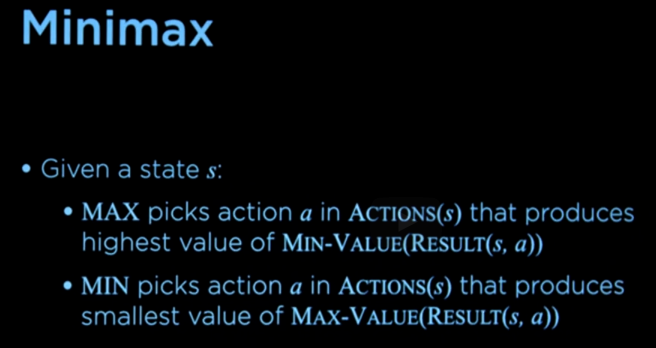 Minimax
• Given a state s:
• MAX picks action a in ACTIONS(s) that produces
highest value of MIN-VALUE(RESULT(s, a))
• MIN picks action a in ACTIONS(s) that produces
smallest value of MAX-VALUE(RESULT(s, a))